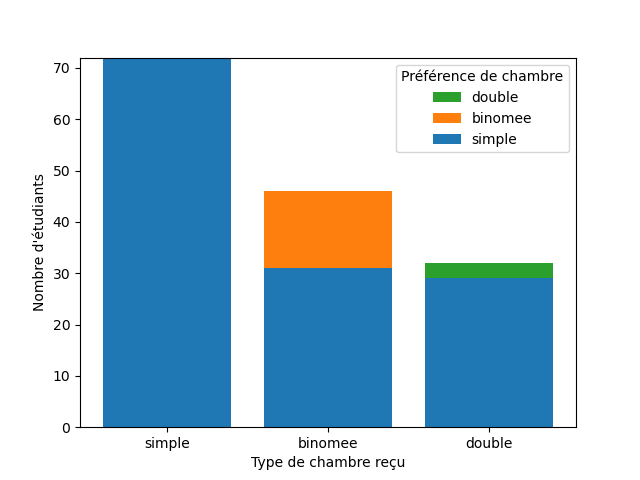 70
60
50
40
30
20
10
0
Nombre d'étudiants
Préférence de chambre
double
binomee
simple
simple
binomee
double
Type de chambre reçu